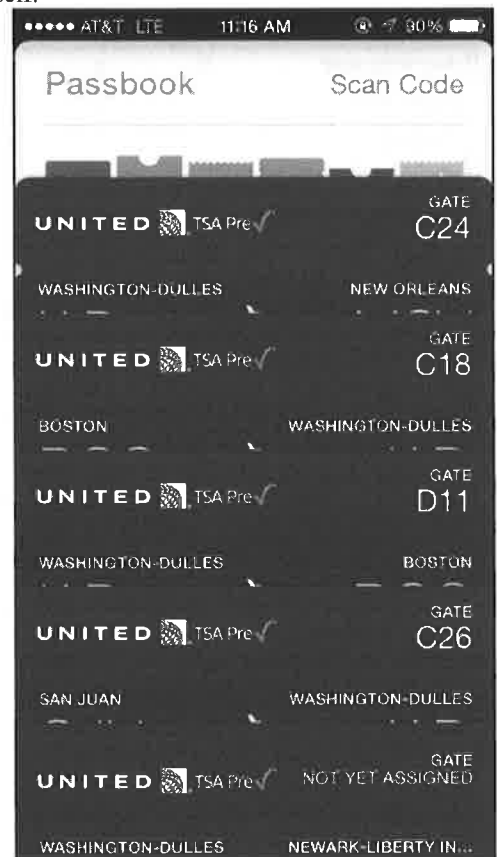 AT&T LTE 11:16 AM 90%
Passbook Scan Code
GATE
UNITED TSA Pre✓ C24
WASHINGTON-DULLES NEW ORLEANS
GATE
UNITED TSA Pre✓ C18
BOSTON WASHINGTON-DULLES
GATE
UNITED TSA Pre✓ D11
WASHINGTON-DULLES BOSTON
GATE
UNITED TSA Pre✓ C26
SAN JUAN WASHINGTON-DULLES
GATE
UNITED TSA Pre✓ NOT YET ASSIGNED
WASHINGTON-DULLES NEWARK-LIBERTY IN...